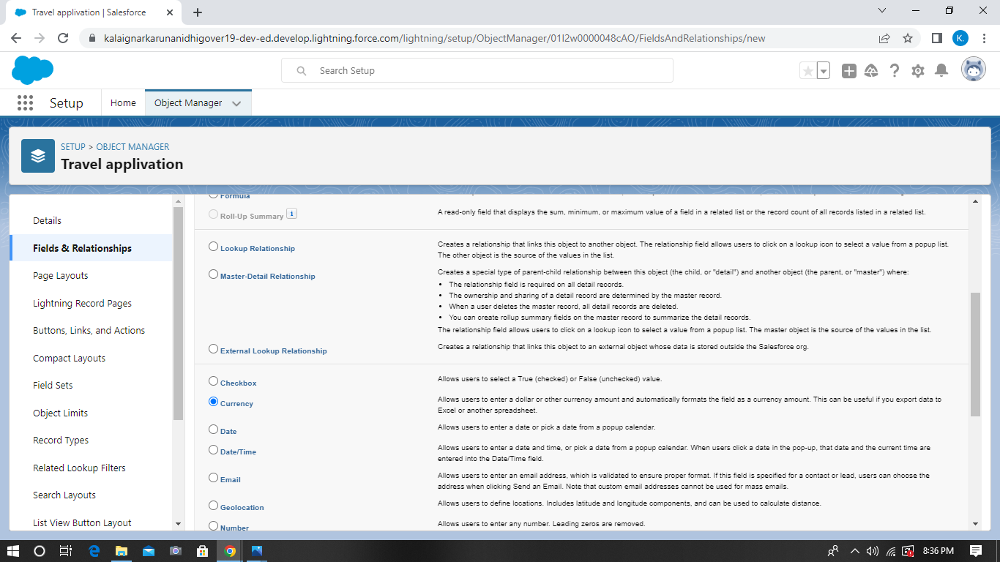 Travel applivation | Salesforce
kalaignarkarunanidhigover19-dev-ed.develop.lightning.force.com/lightning/setup/ObjectManager/01I2w0000048cAO/FieldsAndRelationships/new
K.
Search Setup
Setup
Home
Object Manager
SETUP > OBJECT MANAGER
Travel applivation
Details
Fields & Relationships
Page Layouts
Lightning Record Pages
Buttons, Links, and Actions
Compact Layouts
Field Sets
Object Limits
Record Types
Related Lookup Filters
Search Layouts
List View Button Layout
Formula
Roll-Up Summary i
A read-only field that displays the sum, minimum, or maximum value of a field in a related list or the record count of all records listed in a related list.
Lookup Relationship
Creates a relationship that links this object to another object. The relationship field allows users to click on a lookup icon to select a value from a popup list.
The other object is the source of the values in the list.
Master-Detail Relationship
Creates a special type of parent-child relationship between this object (the child, or "detail") and another object (the parent, or "master") where:
• The relationship field is required on all detail records.
• The ownership and sharing of a detail record are determined by the master record.
• When a user deletes the master record, all detail records are deleted.
• You can create rollup summary fields on the master record to summarize the detail records.
The relationship field allows users to click on a lookup icon to select a value from a popup list. The master object is the source of the values in the list.
External Lookup Relationship
Creates a relationship that links this object to an external object whose data is stored outside the Salesforce org.
Checkbox
Allows users to select a True (checked) or False (unchecked) value.
Currency
Allows users to enter a dollar or other currency amount and automatically formats the field as a currency amount. This can be useful if you export data to
Excel or another spreadsheet.
Date
Allows users to enter a date or pick a date from a popup calendar.
Date/Time
Allows users to enter a date and time, or pick a date from a popup calendar. When users click a date in the pop-up, that date and the current time are
entered into the Date/Time field.
Email
Allows users to enter an email address, which is validated to ensure proper format. If this field is specified for a contact or lead, users can choose the
address when clicking Send an Email. Note that custom email addresses cannot be used for mass emails.
Geolocation
Allows users to define locations. Includes latitude and longitude components, and can be used to calculate distance.
Number
Allows users to enter any number. Leading zeros are removed.
8:36 PM